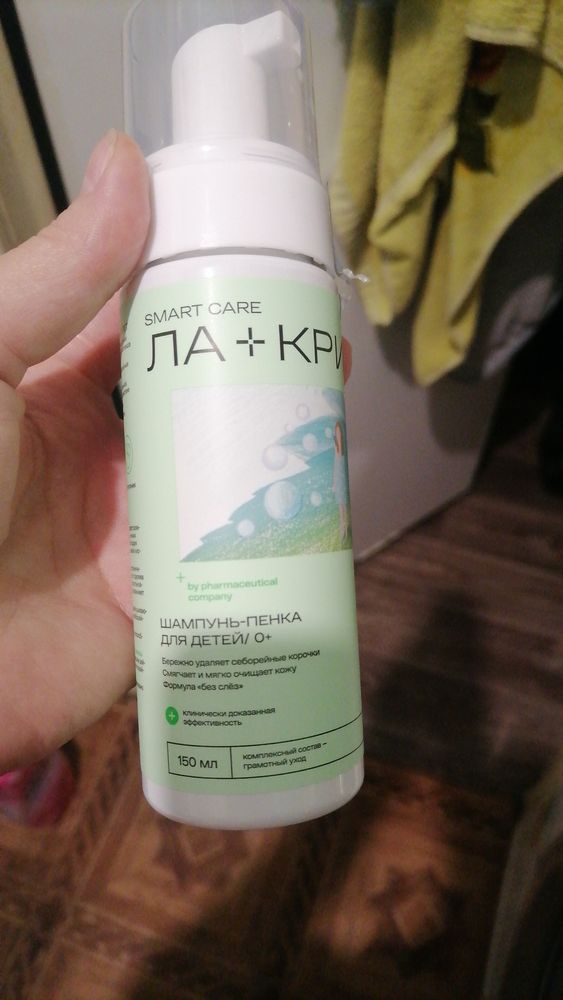 SMART CARE
ЛА+КРИ
+ by pharmaceutical
company
ШАМПУНЬ-ПЕНКА
ДЛЯ ДЕТЕЙ/ 0+
Бережно удаляет себорейные корочки
Смягчает и мягко очищает кожу
Формула «без слёз»
+ клинически доказанная
эффективность
150 мл
комплексный состав –
грамотный уход